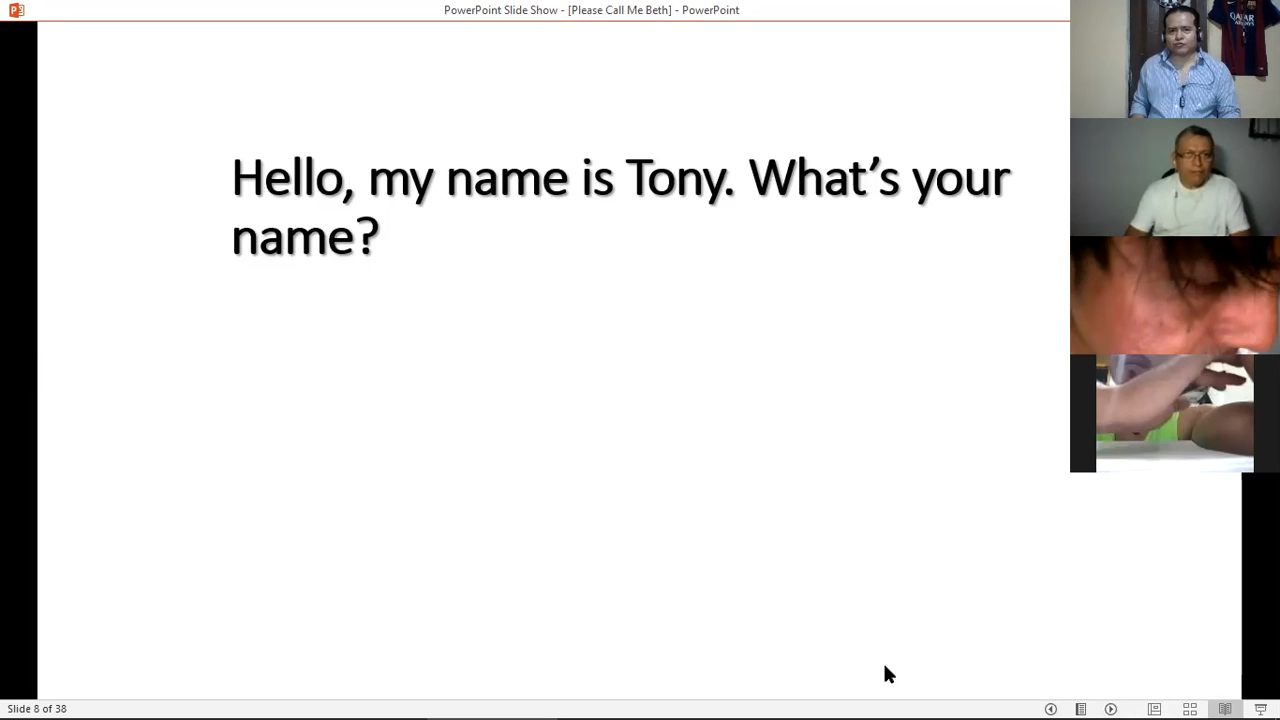 PowerPoint Slide Show - [Please Call Me Beth] - PowerPoint
QATAR
Hello, my name is Tony. What's your
name?
Slide 8 of 38